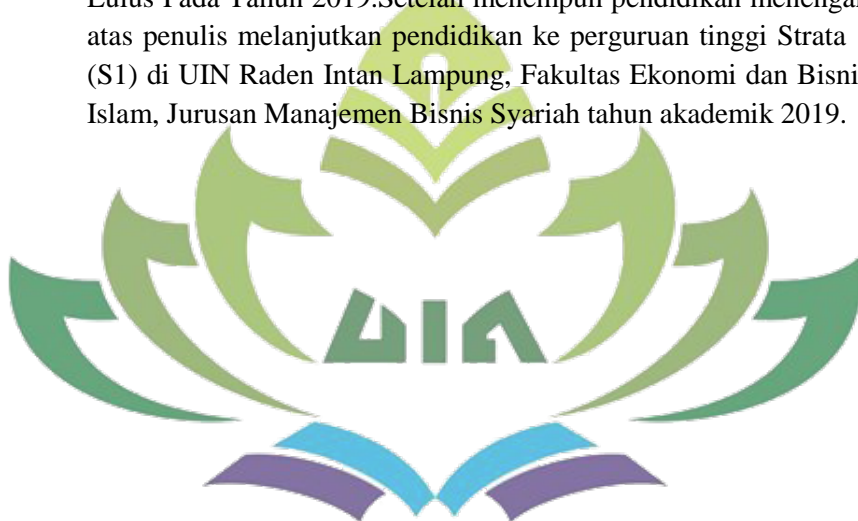 Lulus Pada Tahun 2019.Setelah menempuh pendidikan menengah
atas penulis melanjutkan pendidikan ke perguruan tinggi Strata
(S1) di UIN Raden Intan Lampung, Fakultas Ekonomi dan Bisnis
Islam, Jurusan Manajemen Bisnis Syariah tahun akademik 2019.
UIN